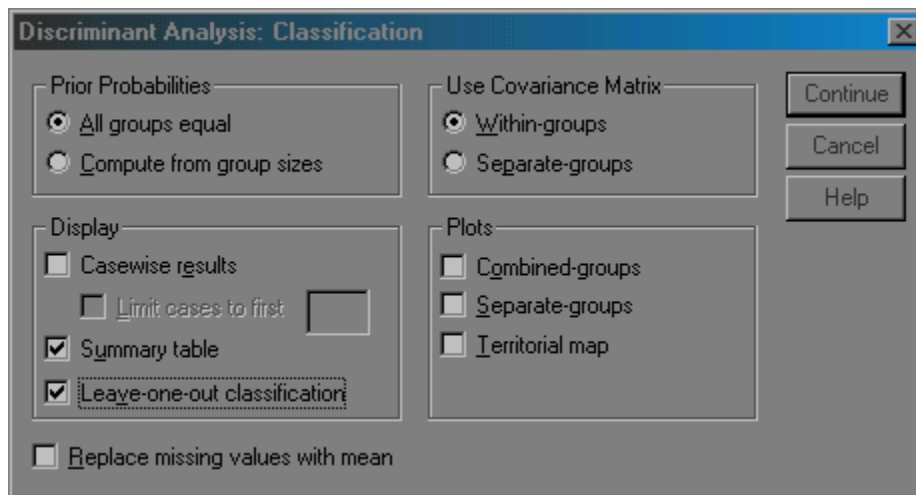 Discriminant Analysis: Classification
Prior Probabilities
All groups equal
Compute from group sizes
Use Covariance Matrix
Within-groups
Separate-groups
Continue
Cancel
Help
Display
Casewise results
Limit cases to first
Summary table
Leave-one-out classification
Plots
Combined-groups
Separate-groups
Territorial map
Replace missing values with mean